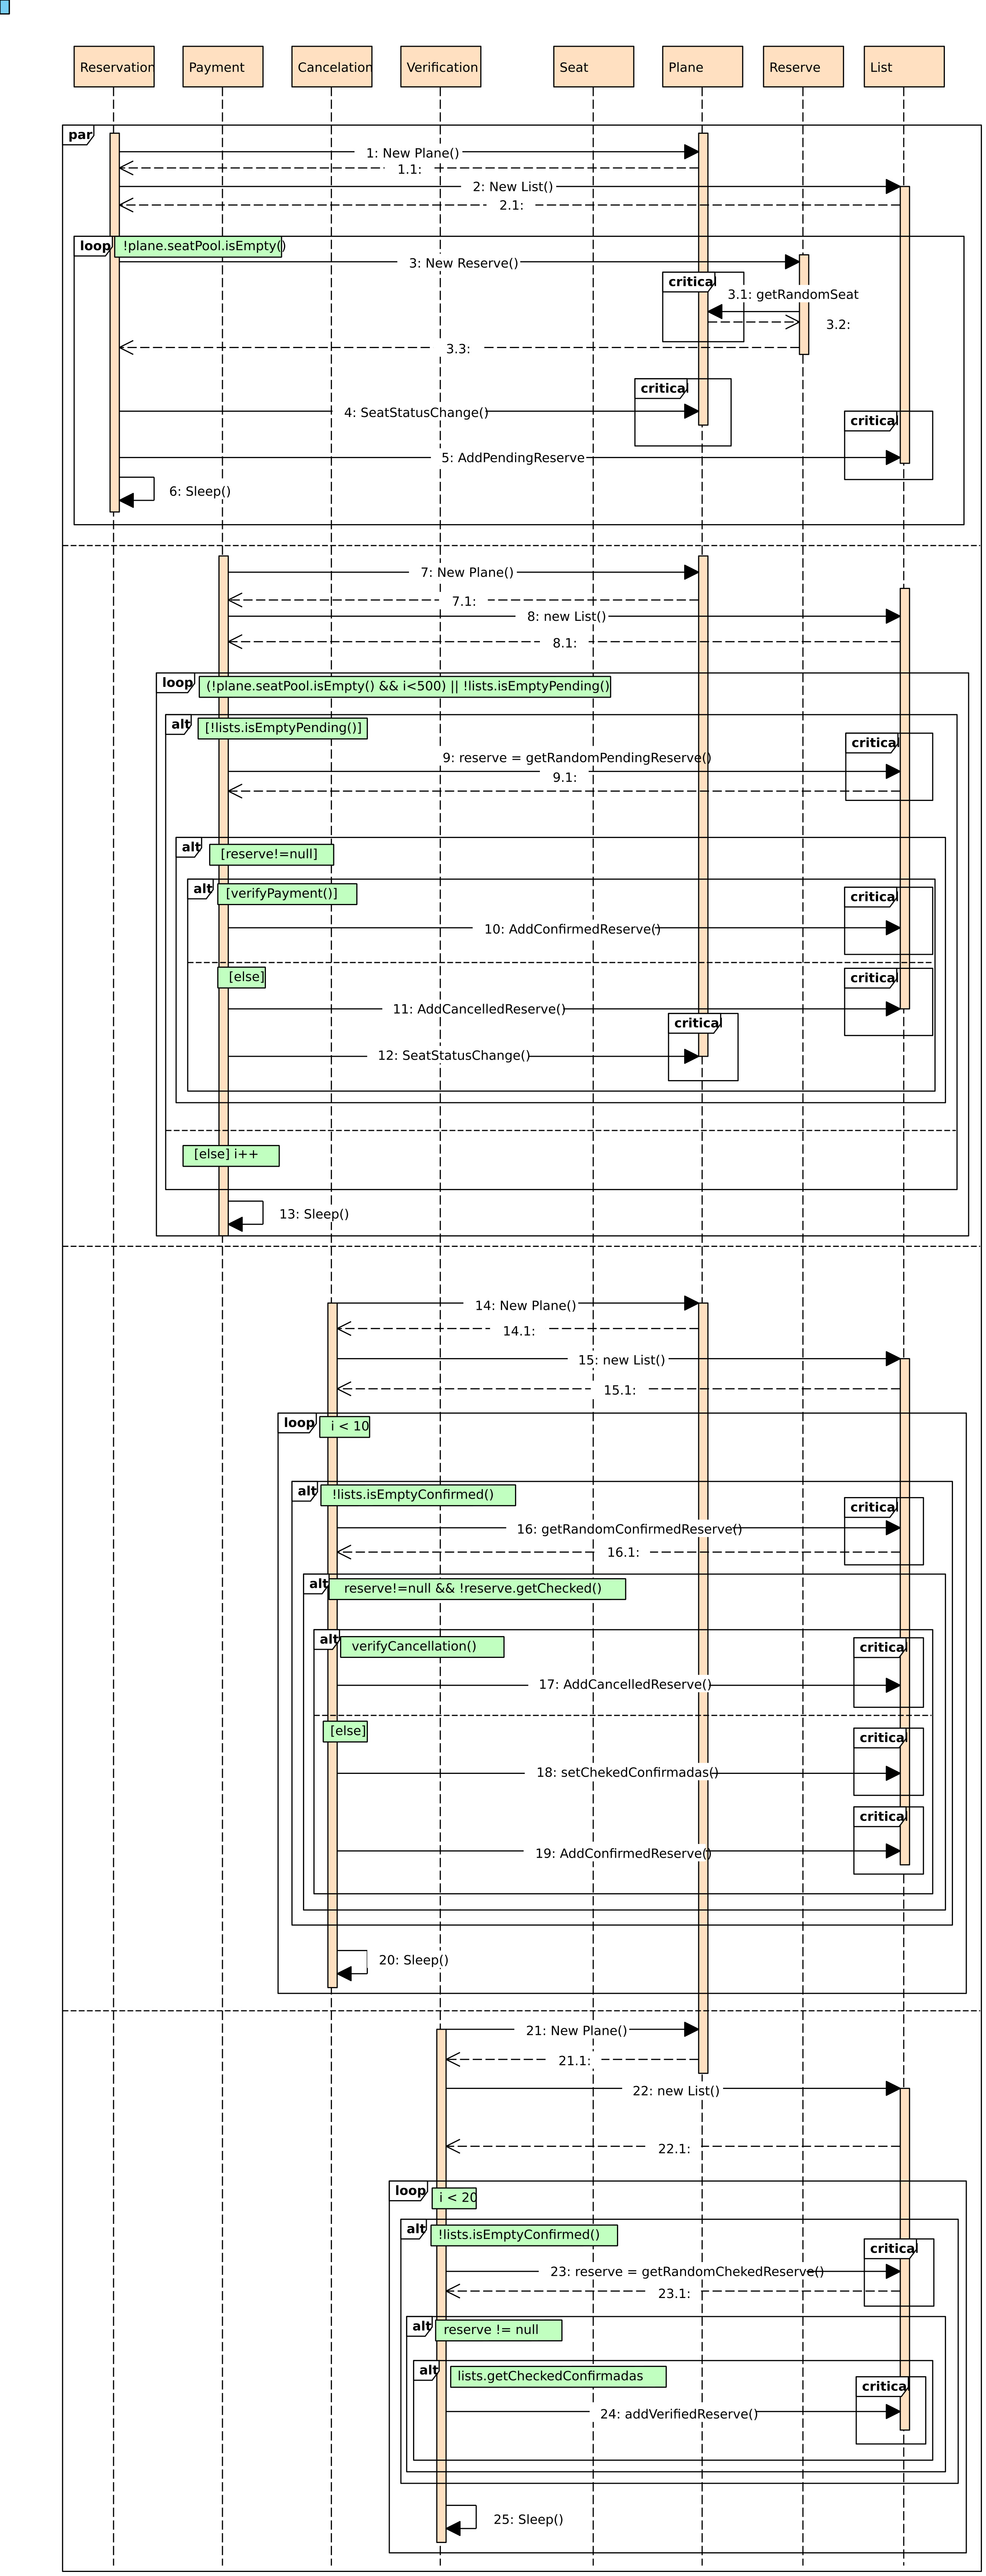 Reservation
Payment
Cancelation
Verification
Seat
Plane
Reserve
List
par
1: New Plane()
1.1:
2: New List()
2.1:
loop
!plane.seatPool.isEmpty()
3: New Reserve()
critical
3.1: getRandomSeat
3.2:
3.3:
critical
4: SeatStatusChange()
critical
5: AddPendingReserve
6: Sleep()
7: New Plane()
7.1:
8: new List()
8.1:
loop
(!plane.seatPool.isEmpty() && i<500) || !lists.isEmptyPending()
alt
[!lists.isEmptyPending()]
critical
9: reserve = getRandomPendingReserve()
9.1:
alt
[reserve!=null]
alt
[verifyPayment()]
critical
10: AddConfirmedReserve()
[else]
critical
11: AddCancelledReserve()
critical
12: SeatStatusChange()
[else] i++
13: Sleep()
14: New Plane()
14.1:
15: new List()
15.1:
loop
i < 10
alt
!lists.isEmptyConfirmed()
critical
16: getRandomConfirmedReserve()
16.1:
alt
reserve!=null && !reserve.getChecked()
alt
verifyCancellation()
critical
17: AddCancelledReserve()
[else]
critical
18: setChekedConfirmadas()
critical
19: AddConfirmedReserve()
20: Sleep()
21: New Plane()
21.1:
22: new List()
22.1:
loop
i < 20
alt
!lists.isEmptyConfirmed()
critical
23: reserve = getRandomChekedReserve()
23.1:
alt
reserve != null
alt
lists.getCheckedConfirmadas
critical
24: addVerifiedReserve()
25: Sleep()